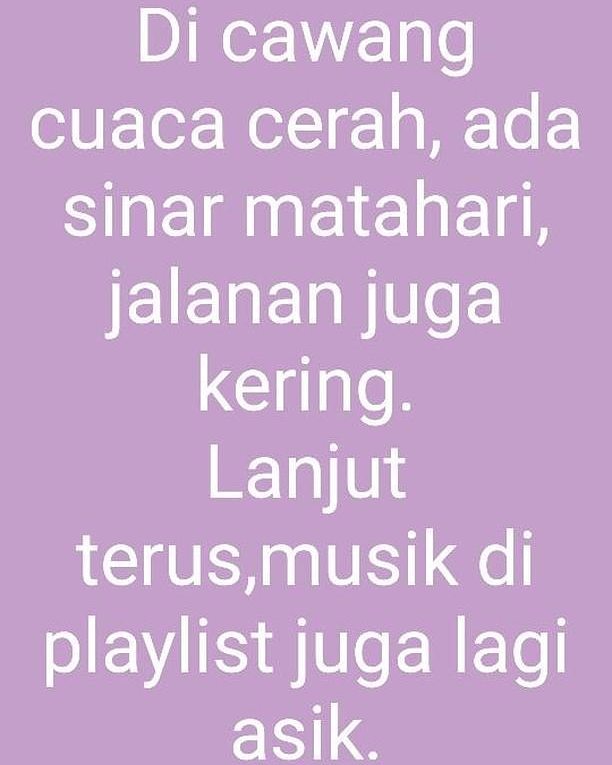 Di cawang
cuaca cerah, ada
sinar matahari,
jalanan juga
kering.
Lanjut
terus,musik di
playlist juga lagi
asik.